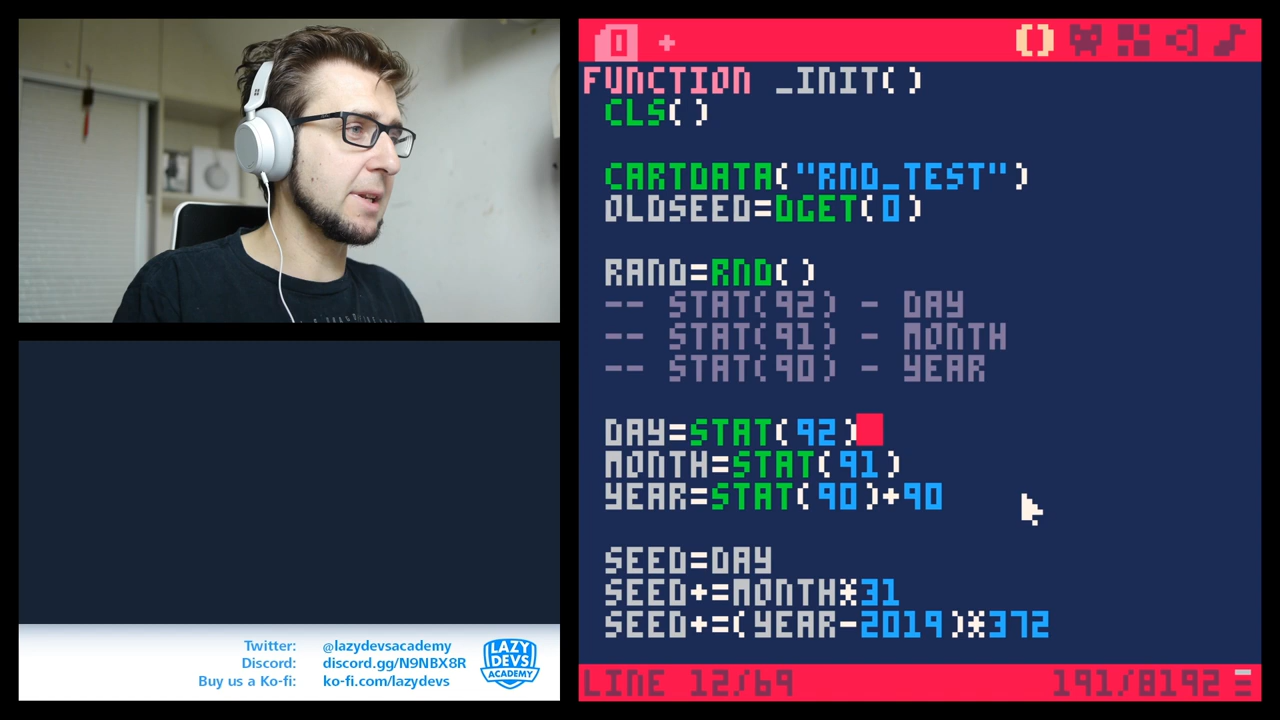 FUNCTION _INIT()
CLS()
CARTDATA("RND_TEST")
OLDSEED=DGET(0)
RAND=RND()
-- STAT(92) - DAY
-- STAT(91) - MONTH
-- STAT(90) - YEAR
DAY=STAT(92)
MONTH=STAT(91)
YEAR=STAT(90)+90
SEED=DAY
SEED+=MONTH*31
SEED+=(YEAR-2019)*372
LINE 12/69 191/8192
Twitter: @lazydevsacademy
Discord: discord.gg/N9NBX8R
Buy us a Ko-fi: ko-fi.com/lazydevs
LAZY
DEVS
ACADEMY